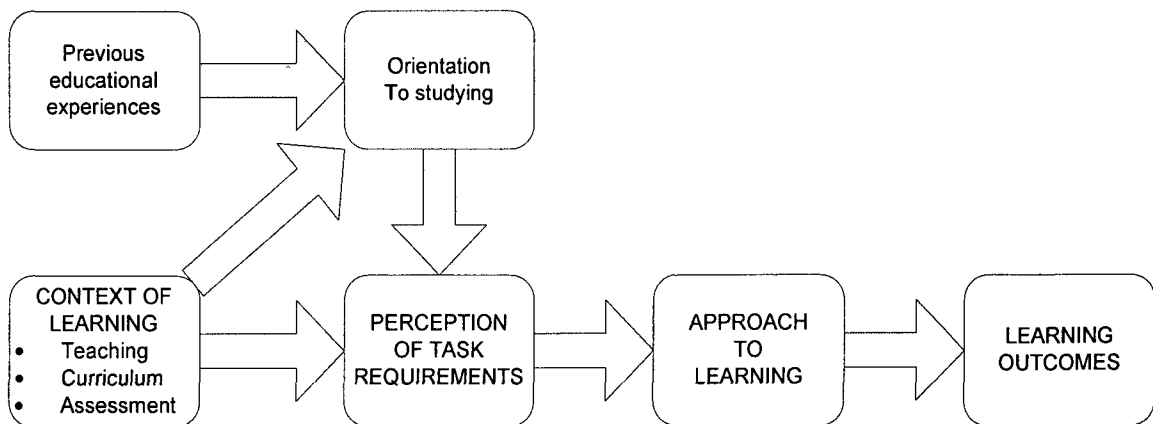 Previous
educational
experiences
Orientation
To studying
CONTEXT OF
LEARNING
• Teaching
• Curriculum
• Assessment
PERCEPTION
OF TASK
REQUIREMENTS
APPROACH
TO
LEARNING
LEARNING
OUTCOMES